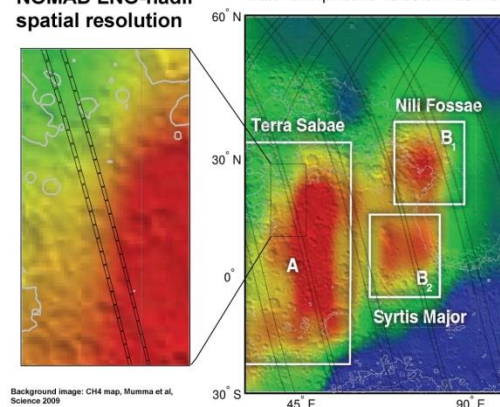 NOMAD LNO-nadir
spatial resolution
60° N
Nili Fossae
B1
Terra Sabae
30° N
A
0°
B2
Syrtis Major
Background image: CH4 map, Mumma et al,
Science 2009
30° S
45° E
90° E